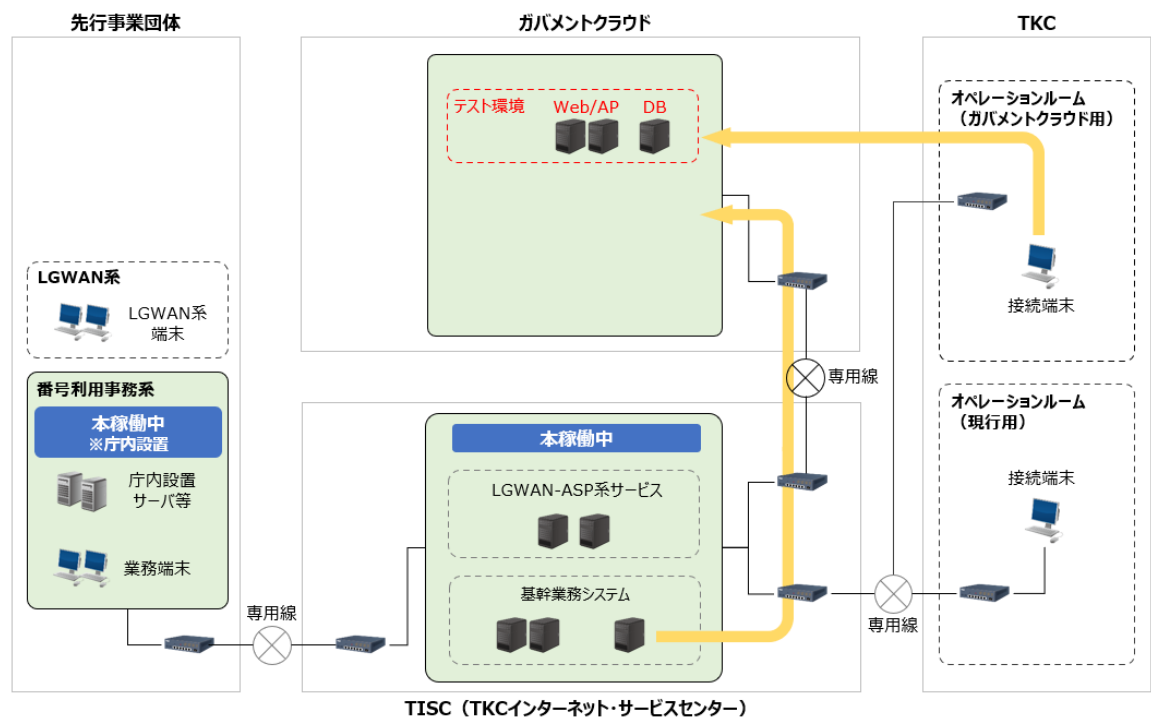 先行事業団体
ガバメントクラウド
TKC
テスト環境 Web/AP DB
オペレーションルーム
（ガバメントクラウド用）
接続端末
LGWAN系
LGWAN系
端末
番号利用事務系
本稼働中
※庁内設置
庁内設置
サーバ等
業務端末
専用線
専用線
本稼働中
LGWAN-ASP系サービス
基幹業務システム
オペレーションルーム
（現行用）
接続端末
専用線
TISC（TKCインターネット・サービスセンター）